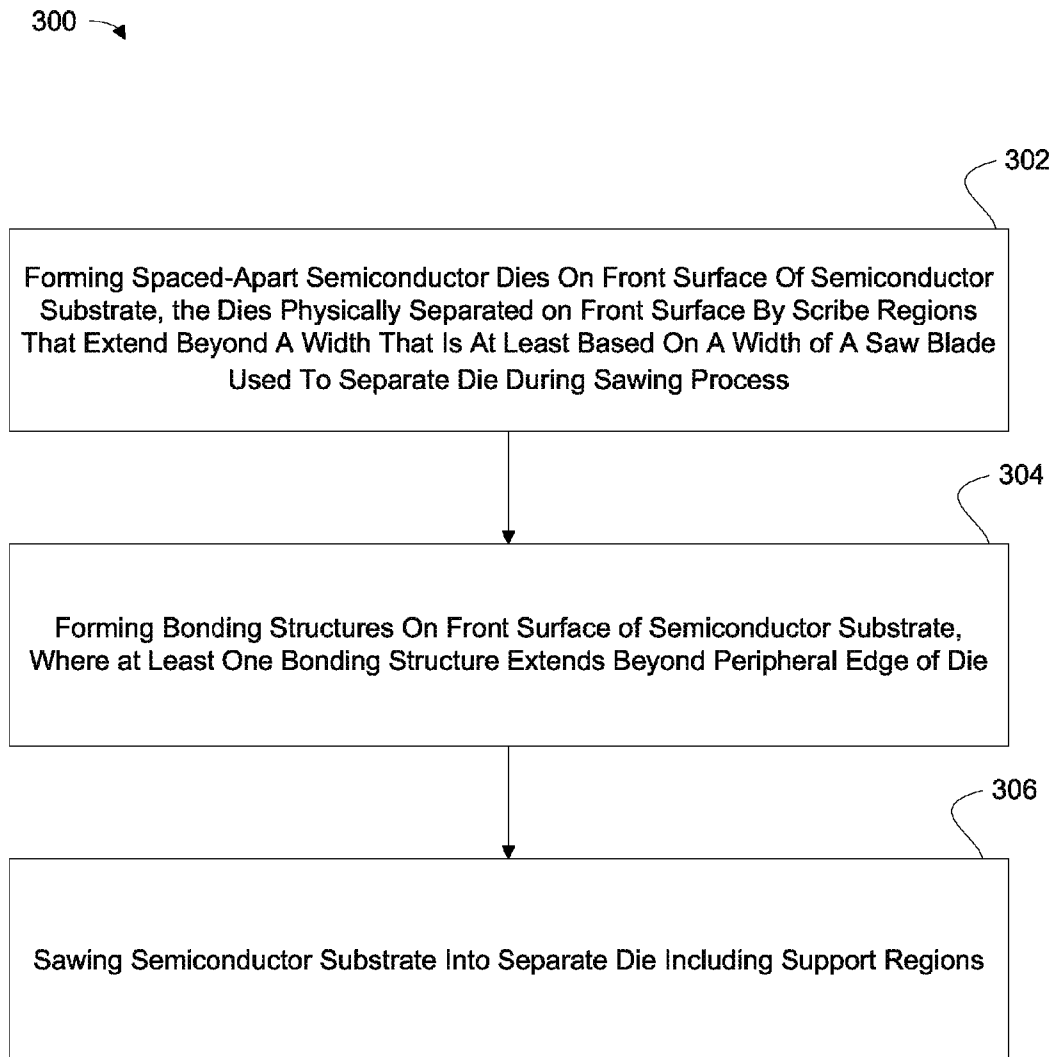 300
302
Forming Spaced-Apart Semiconductor Dies On Front Surface Of Semiconductor
Substrate, the Dies Physically Separated on Front Surface By Scribe Regions
That Extend Beyond A Width That Is At Least Based On A Width of A Saw Blade
Used To Separate Die During Sawing Process
304
Forming Bonding Structures On Front Surface of Semiconductor Substrate,
Where at Least One Bonding Structure Extends Beyond Peripheral Edge of Die
306
Sawing Semiconductor Substrate Into Separate Die Including Support Regions